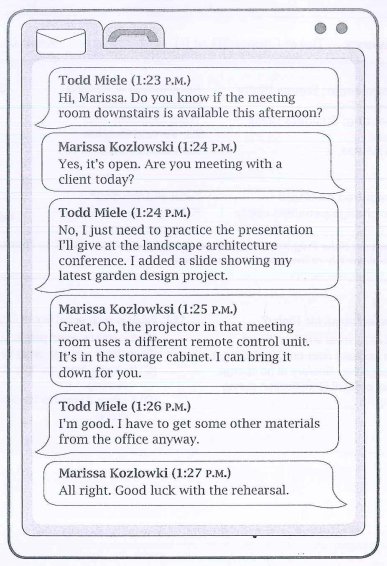 Todd Miele (1:23 P.M.)
Hi, Marissa. Do you know if the meeting
room downstairs is available this afternoon?
Marissa Kozlowski (1:24 P.M.)
Yes, it's open. Are you meeting with a
client today?
Todd Miele (1:24 P.M.)
No, I just need to practice the presentation
I'll give at the landscape architecture
conference. I added a slide showing my
latest garden design project.
Marissa Kozlowksi (1:25 P.M.)
Great. Oh, the projector in that meeting
room uses a different remote control unit.
It's in the storage cabinet. I can bring it
down for you.
Todd Miele (1:26 P.M.)
I'm good. I have to get some other materials
from the office anyway.
Marissa Kozlowki (1:27 P.M.)
All right. Good luck with the rehearsal.